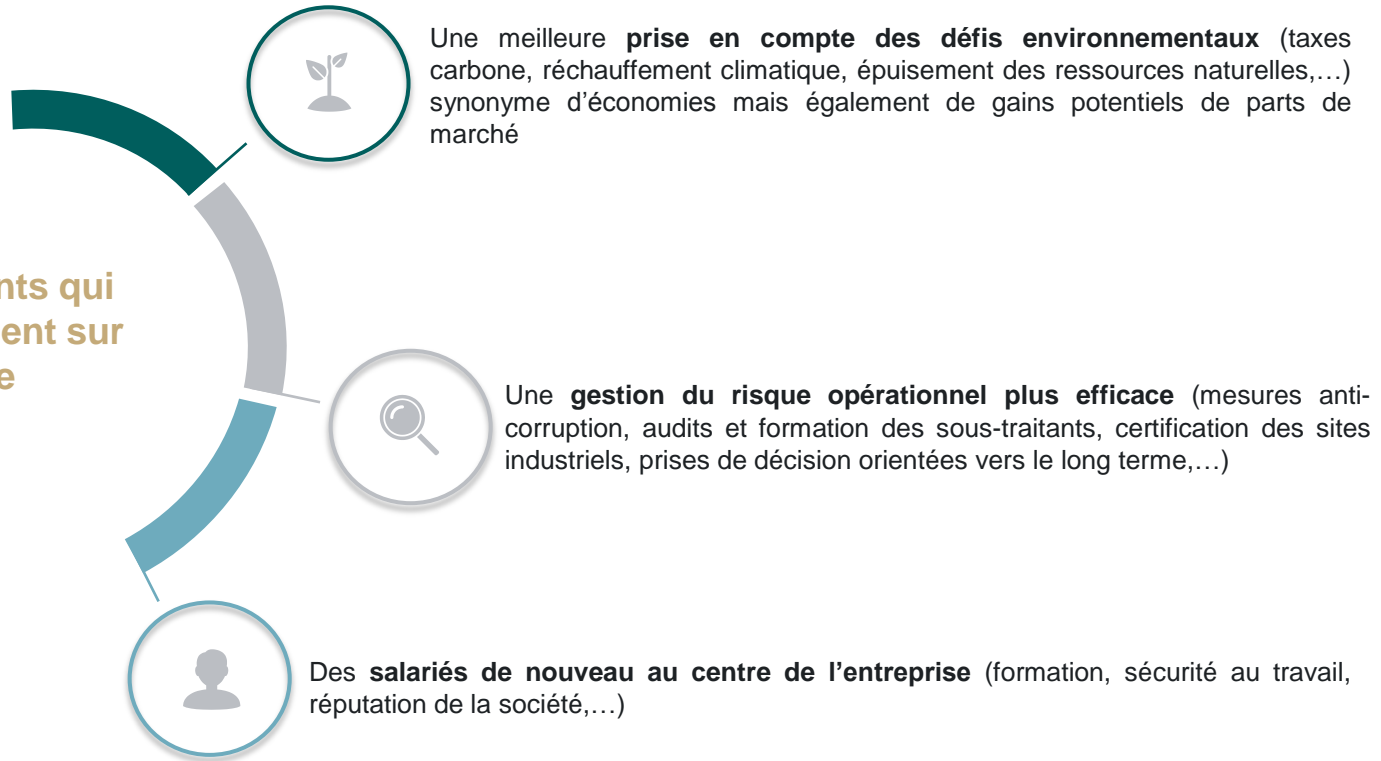 Une meilleure prise en compte des défis environnementaux (taxes
carbone, réchauffement climatique, épuisement des ressources naturelles,…)
synonyme d’économies mais également de gains potentiels de parts de
marché
nts qui
ent sur
e
Une gestion du risque opérationnel plus efficace (mesures anti-
corruption, audits et formation des sous-traitants, certification des sites
industriels, prises de décision orientées vers le long terme,…)
Des salariés de nouveau au centre de l’entreprise (formation, sécurité au travail,
réputation de la société,…)